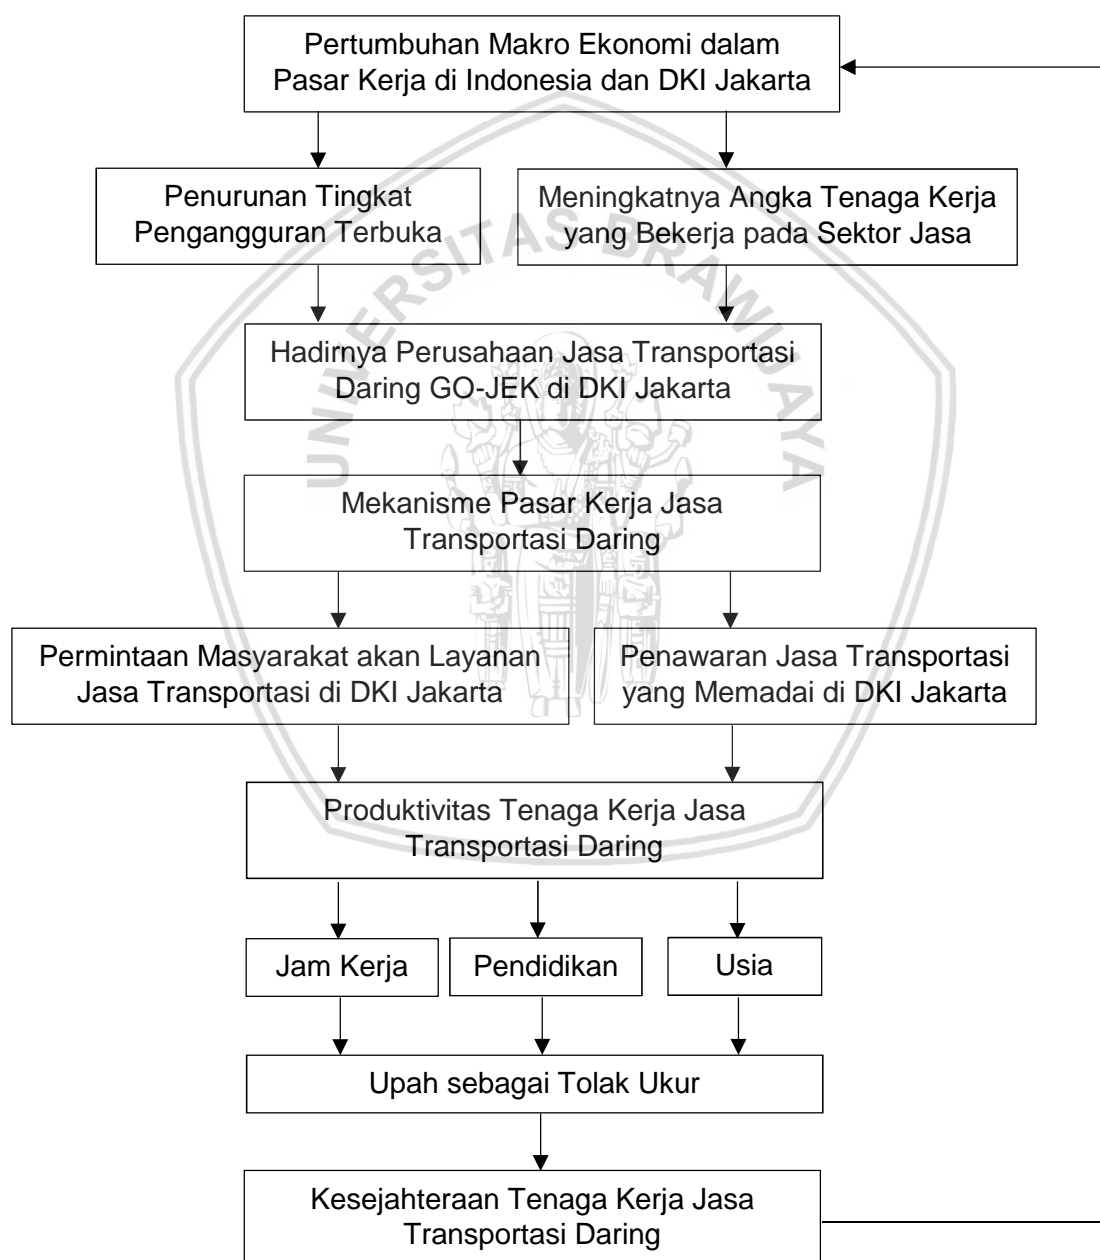 Pertumbuhan Makro Ekonomi dalam
Pasar Kerja di Indonesia dan DKI Jakarta
Penurunan Tingkat
Pengangguran Terbuka
Meningkatnya Angka Tenaga Kerja
yang Bekerja pada Sektor Jasa
UNIVERSITAS BRAWIJAYA
Hadirnya Perusahaan Jasa Transportasi
Daring GO-JEK di DKI Jakarta
Mekanisme Pasar Kerja Jasa
Transportasi Daring
Permintaan Masyarakat akan Layanan
Jasa Transportasi di DKI Jakarta
Penawaran Jasa Transportasi
yang Memadai di DKI Jakarta
Produktivitas Tenaga Kerja Jasa
Transportasi Daring
Jam Kerja
Pendidikan
Usia
Upah sebagai Tolak Ukur
Kesejahteraan Tenaga Kerja Jasa
Transportasi Daring